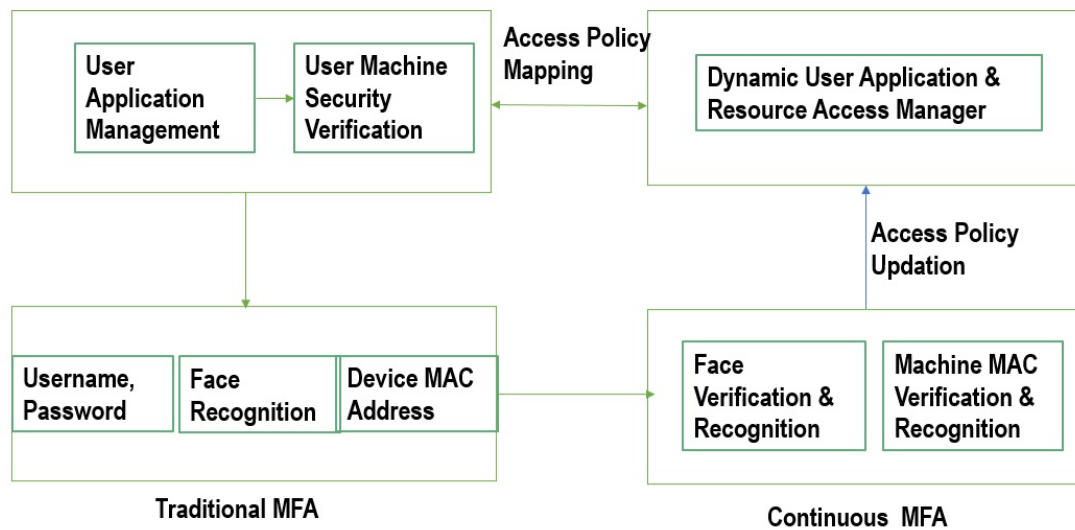 User
Application
Management
User Machine
Security
Verification
Access Policy
Mapping
Dynamic User Application &
Resource Access Manager
Access Policy
Updation
Username,
Password
Face
Recognition
Device MAC
Address
Face
Verification &
Recognition
Machine MAC
Verification &
Recognition
Traditional MFA
Continuous MFA